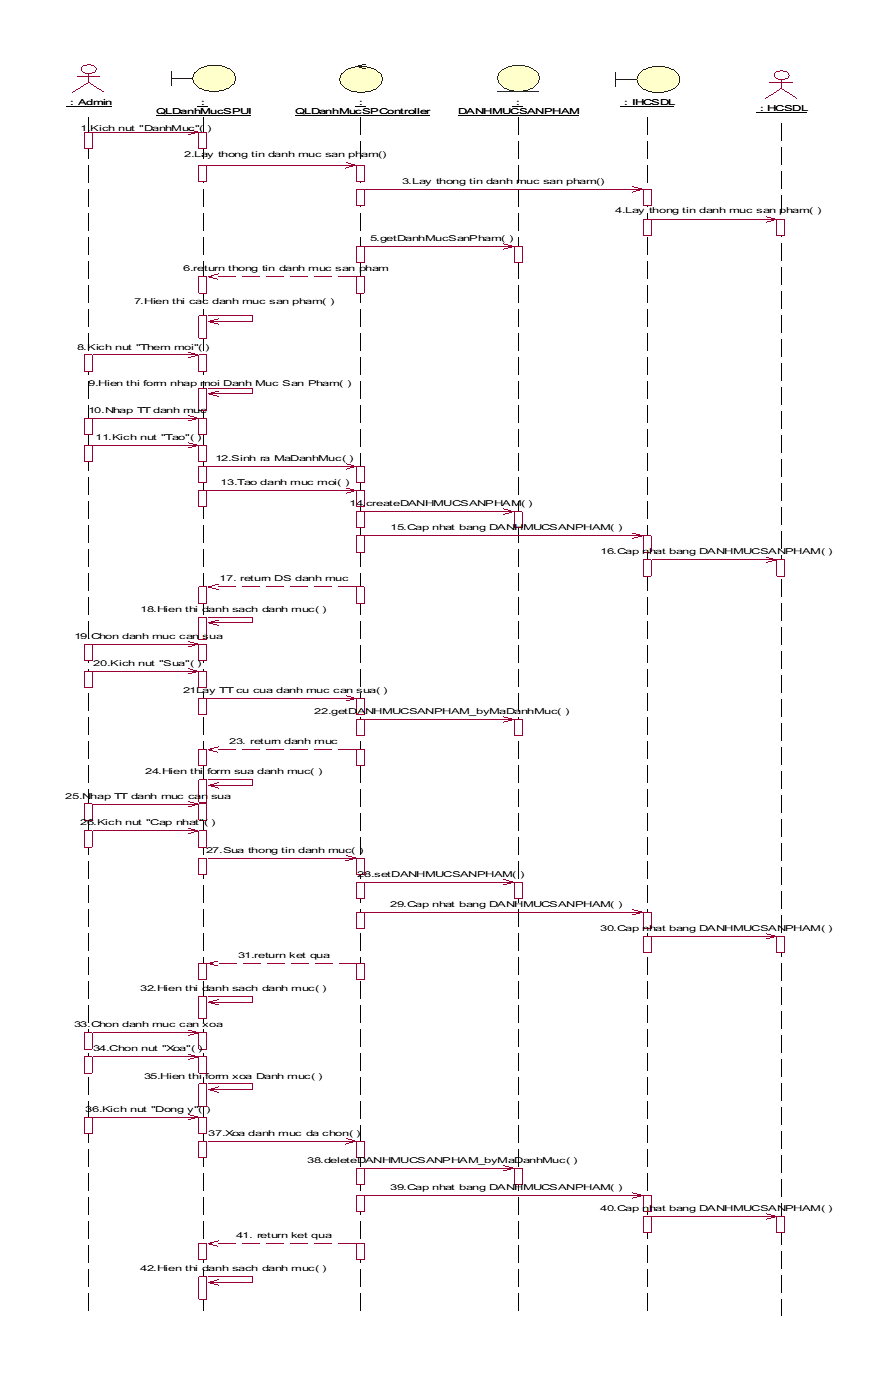 : Admin
:
QLDanhMucSPUI
:
QLDanhMucSPController
:
DANHMUCSANPHAM
: IHCSDL
: HCSDL
1.Kich nut "DanhMuc"( )
2.Lay thong tin danh muc san pham()
3.Lay thong tin danh muc san pham()
4.Lay thong tin danh muc san pham( )
5.getDanhMucSanPham( )
6.return thong tin danh muc san pham
7.Hien thi cac danh muc san pham( )
8.Kich nut "Them moi"( )
9.Hien thi form nhap moi Danh Muc San Pham( )
10.Nhap TT danh muc
11.Kich nut "Tao"( )
12.Sinh ra MaDanhMuc( )
13.Tao danh muc moi( )
14.createDANHMUCSANPHAM( )
15.Cap nhat bang DANHMUCSANPHAM( )
16.Cap nhat bang DANHMUCSANPHAM( )
17. return DS danh muc
18.Hien thi danh sach danh muc( )
19.Chon danh muc can sua
20.Kich nut "Sua"( )
21Lay TT cu cua danh muc can sua( )
22.getDANHMUCSANPHAM_byMaDanhMuc( )
23. return danh muc
24.Hien thi form sua danh muc( )
25.Nhap TT danh muc can sua
26.Kich nut "Cap nhat"( )
27.Sua thong tin danh muc( )
28.setDANHMUCSANPHAM( )
29.Cap nhat bang DANHMUCSANPHAM( )
30.Cap nhat bang DANHMUCSANPHAM( )
31.return ket qua
32.Hien thi danh sach danh muc( )
33.Chon danh muc can xoa
34.Chon nut "Xoa"( )
35.Hien thi form xoa Danh muc( )
36.Kich nut "Dong y"( )
37.Xoa danh muc da chon( )
38.deleteDANHMUCSANPHAM_byMaDanhMuc( )
39.Cap nhat bang DANHMUCSANPHAM( )
40.Cap nhat bang DANHMUCSANPHAM( )
41. return ket qua
42.Hien thi danh sach danh muc( )